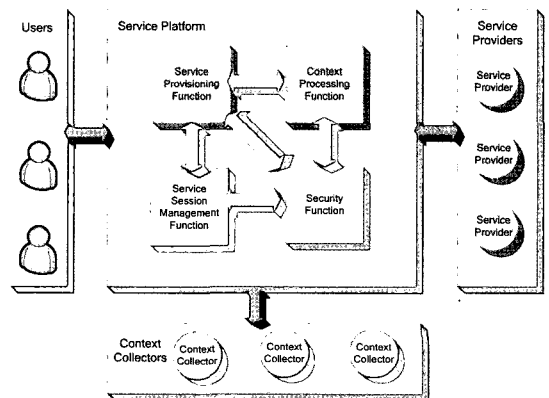 Users
Service Platform
Service
Providers
Service
Provisioning
Function
Context
Processing
Function
Service
Session
Management
Function
Security
Function
Service
Provider
Service
Provider
Service
Provider
Context
Collectors
Context
Collector
Context
Collector
Context
Collector